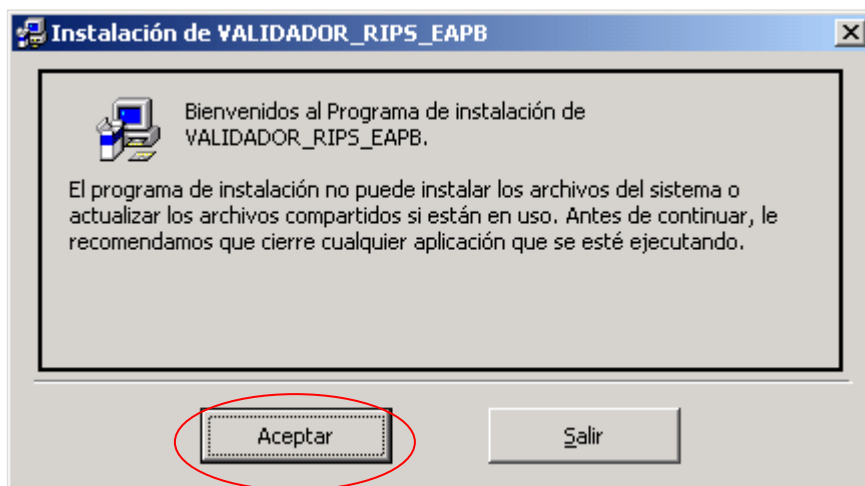 Instalación de VALIDADOR_RIPS_EAPB
Bienvenidos al Programa de instalación de
VALIDADOR_RIPS_EAPB.
El programa de instalación no puede instalar los archivos del sistema o
actualizar los archivos compartidos si están en uso. Antes de continuar, le
recomendamos que cierre cualquier aplicación que se esté ejecutando.
Aceptar
Salir